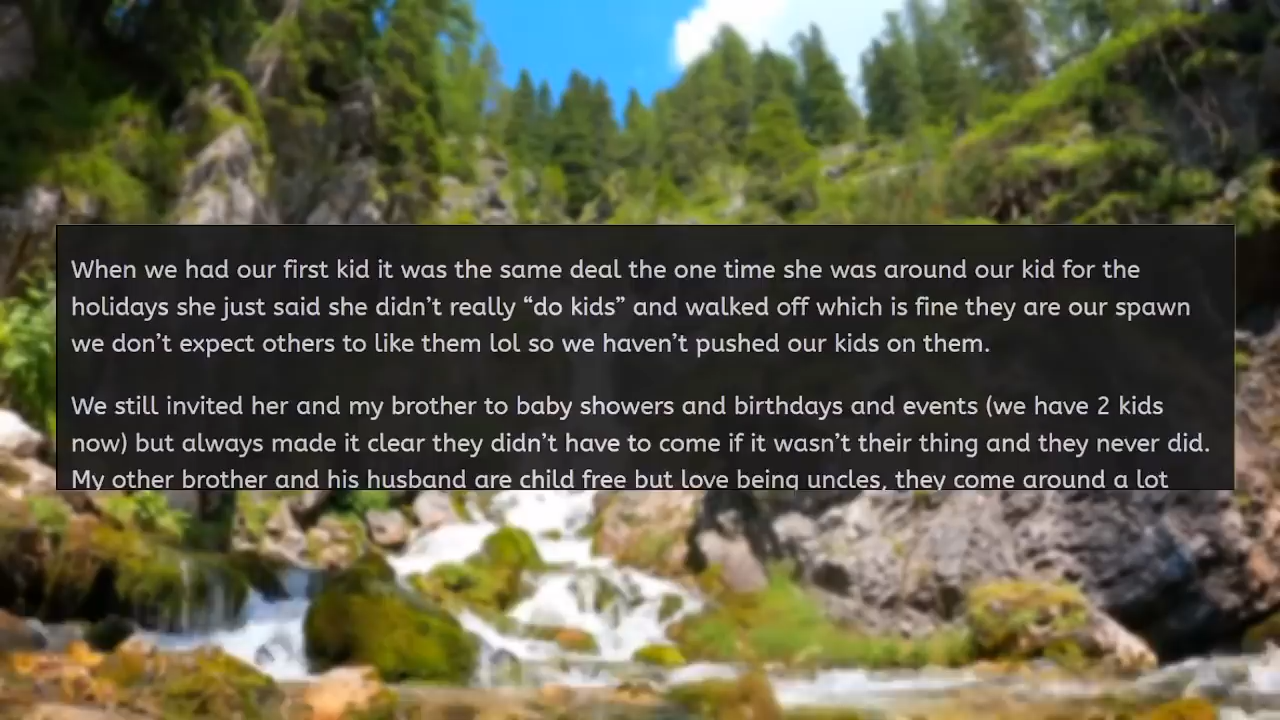 When we had our first kid it was the same deal the one time she was around our kid for the
holidays she just said she didn’t really “do kids” and walked off which is fine they are our spawn
we don’t expect others to like them lol so we haven’t pushed our kids on them.
We still invited her and my brother to baby showers and birthdays and events (we have 2 kids
now) but always made it clear they didn’t have to come if it wasn’t their thing and they never did.
My other brother and his husband are child free but love being uncles, they come around a lot